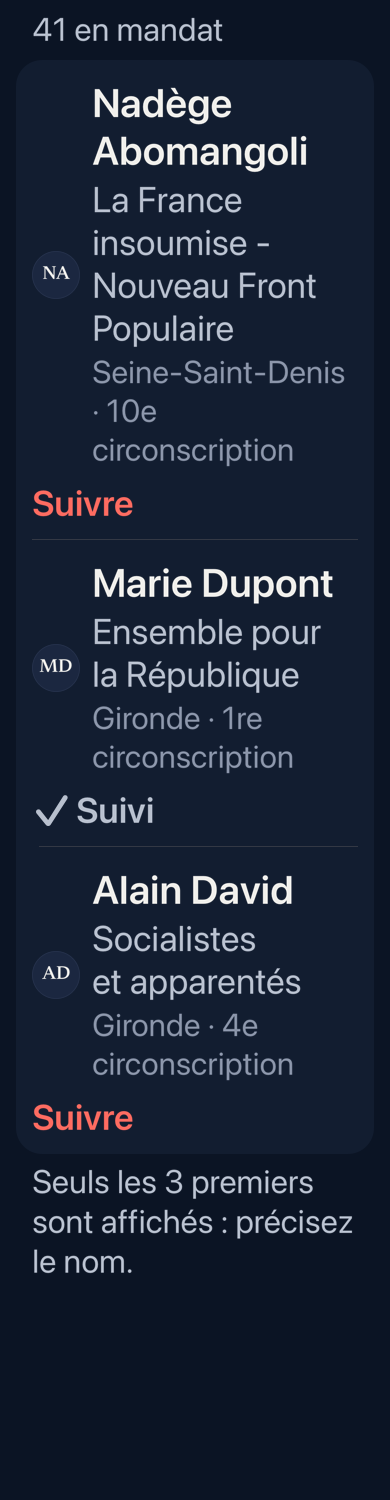 41 en mandat
Nadège
Abomangoli
La France
insoumise -
Nouveau Front
Populaire
NA
Seine-Saint-Denis
· 10e
circonscription
Suivre
Marie Dupont
Ensemble pour
la République
MD
Gironde · 1re
circonscription
✓ Suivi
Alain David
Socialistes
et apparentés
AD
Gironde · 4e
circonscription
Suivre
Seuls les 3 premiers
sont affichés : précisez
le nom.